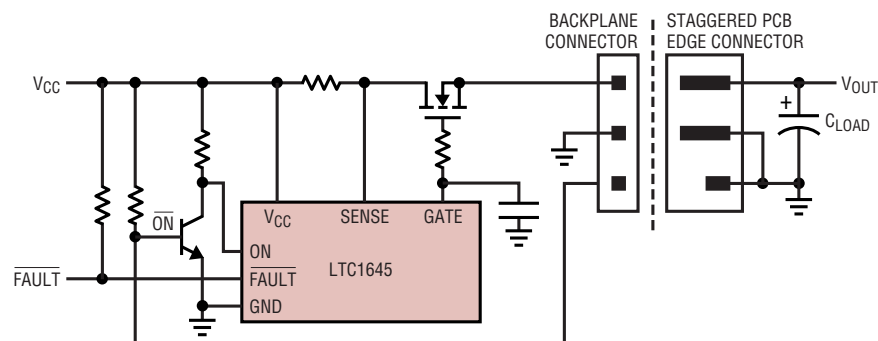 BACKPLANE
CONNECTOR
STAGGERED PCB
EDGE CONNECTOR
VCC
VOUT
+
CLOAD
ON
VCC SENSE GATE
ON
FAULT
FAULT
LTC1645
GND